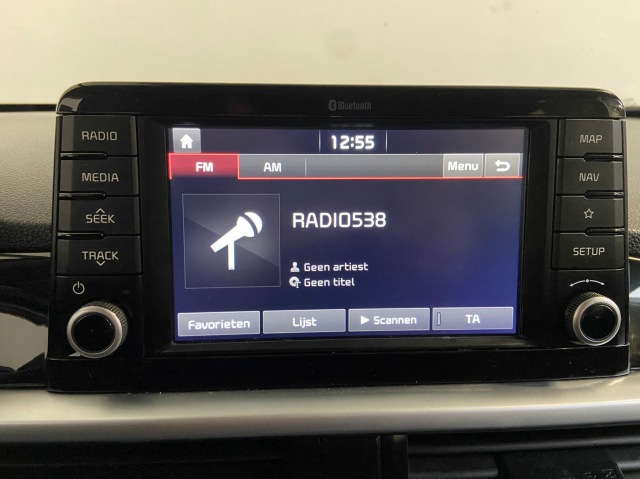 Bluetooth
RADIO
MEDIA
SEEK
TRACK
12:55
FM AM Menu
RADIO538
Geen artiest
Geen titel
Favorieten Lijst Scannen TA
MAP
NAV
SETUP